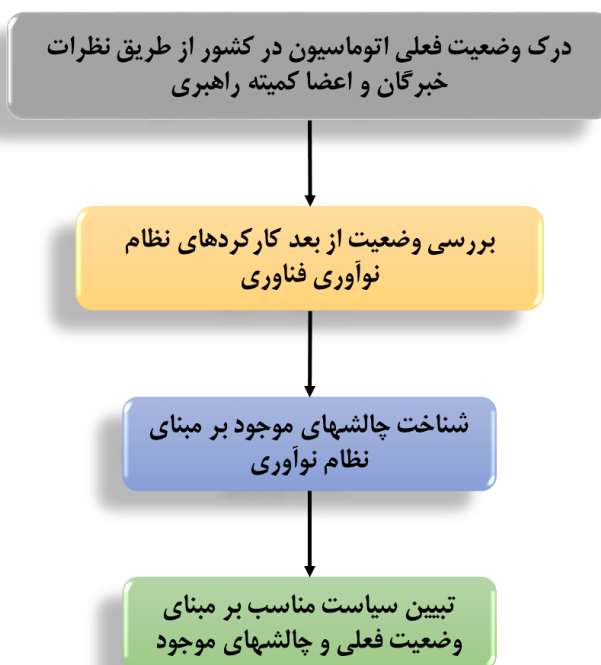 درک وضعیت فعلی اتوماسیون در کشور از طریق نظرات
خبرگان و اعضا کمیته راهبری
بررسی وضعیت از بعد کارکردهای نظام
نوآوری فناوری
شناخت چالشهای موجود بر مبنای
نظام نوآوری
تبیین سیاست مناسب بر مبنای
وضعیت فعلی و چالشهای موجود